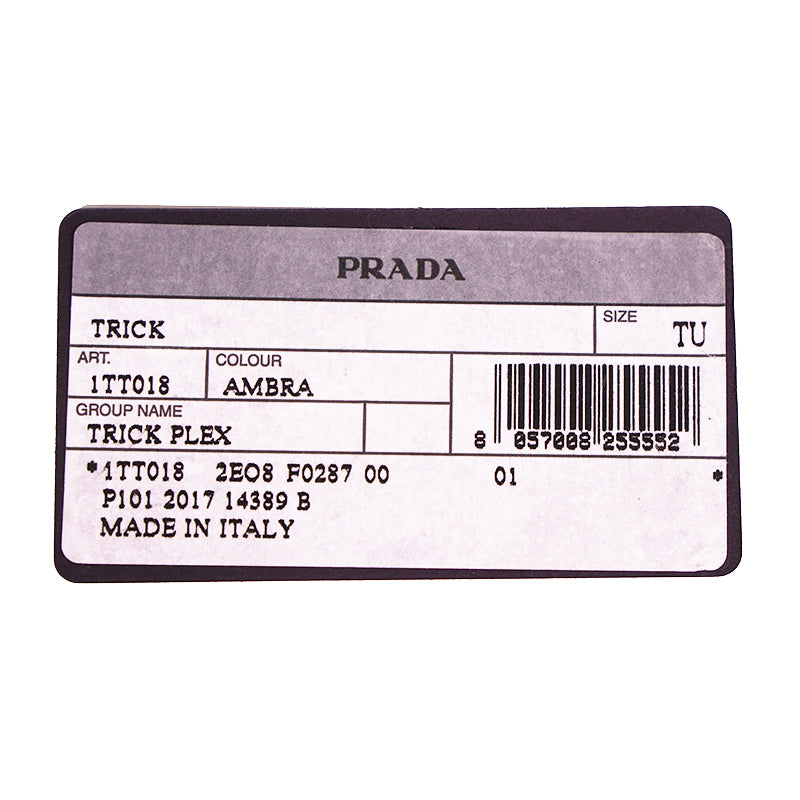 PRADA
TRICK
SIZE
TU
ART.
1TT018
COLOUR
AMBRA
GROUP NAME
TRICK PLEX
8 057008 255552
*1TT018 2EO8 F0287 00 01 *
P101 2017 14389 B
MADE IN ITALY